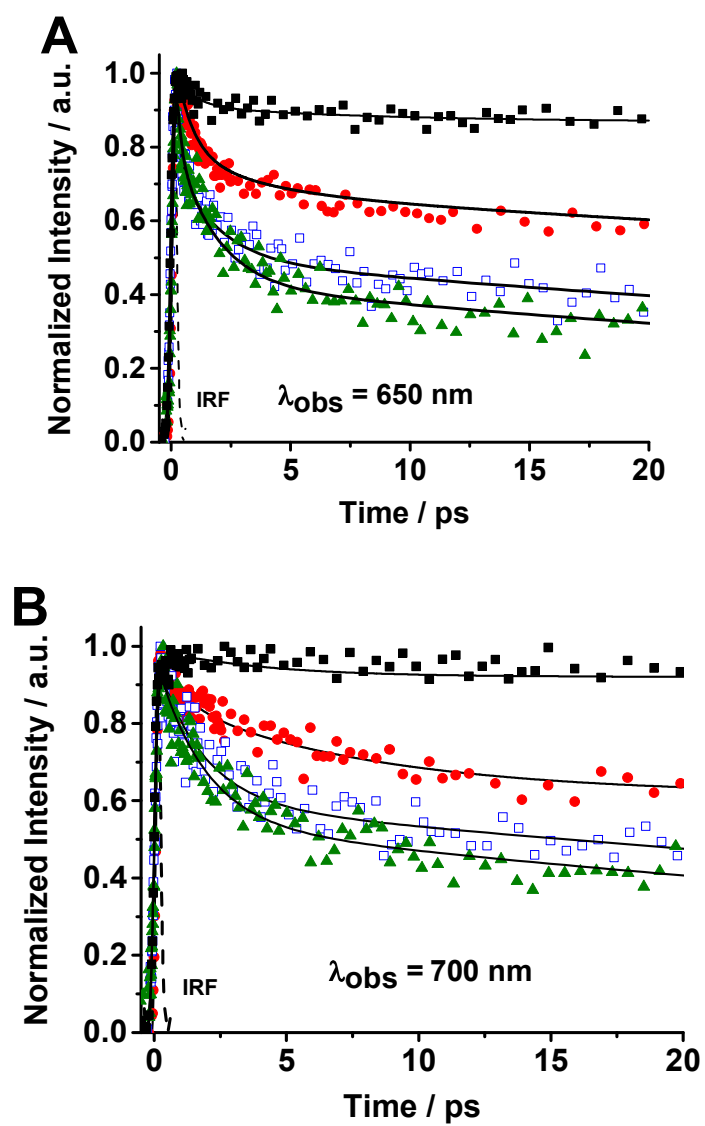 A
Normalized Intensity / a.u.
1.0
0.8
0.6
0.4
0.2
0.0
IRF
λobs = 650 nm
0 5 10 15 20
Time / ps
B
Normalized Intensity / a.u.
1.0
0.8
0.6
0.4
0.2
0.0
IRF
λobs = 700 nm
0 5 10 15 20
Time / ps